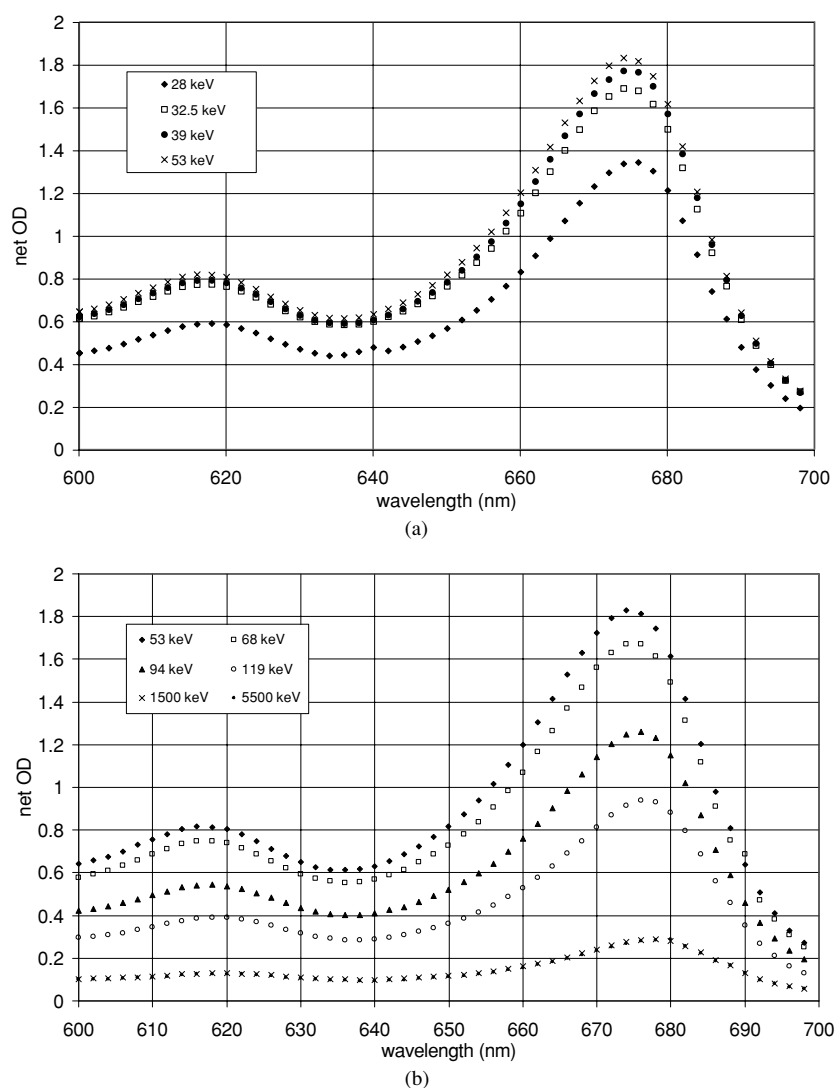 (a)
2
1.8
1.6
1.4
1.2
1
0.8
0.6
0.4
0.2
0
net OD
28 keV
32.5 keV
39 keV
53 keV
600 620 640 660 680 700
wavelength (nm)
(a)
2
1.8
1.6
1.4
1.2
1
0.8
0.6
0.4
0.2
0
net OD
53 keV 68 keV
94 keV 119 keV
1500 keV 5500 keV
600 610 620 630 640 650 660 670 680 690 700
wavelength (nm)
(b)